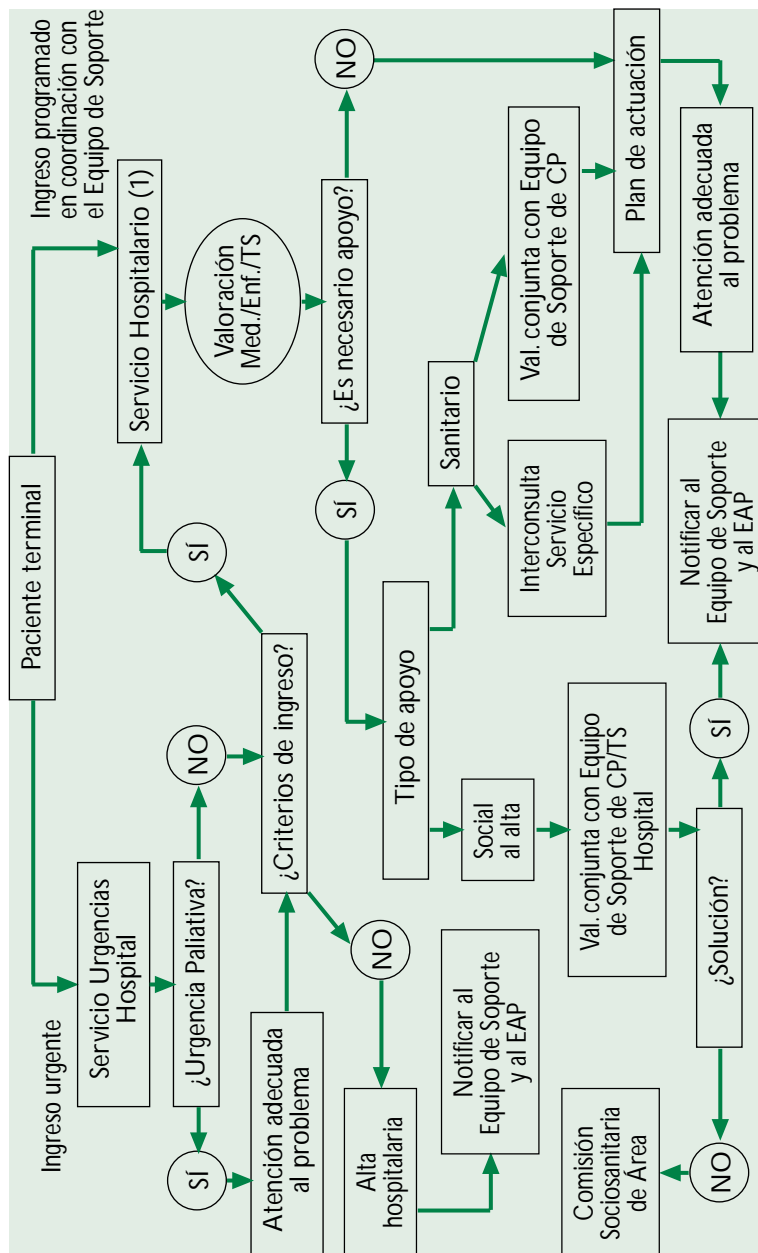 Paciente terminal
Ingreso urgente
Ingreso programado
en coordinación con
el Equipo de Soporte
Servicio Urgencias
Hospital
Servicio Hospitalario (1)
¿Urgencia Paliativa?
NO
SÍ
SÍ
Valoración
Med./Enf./TS
Atención adecuada
al problema
¿Criterios de ingreso?
¿Es necesario apoyo?
NO
SÍ
NO
Alta
hospitalaria
Notificar al
Equipo de Soporte
y al EAP
Tipo de apoyo
Social
al alta
Sanitario
Val. conjunta con Equipo
de Soporte de CP/TS
Hospital
Interconsulta
Servicio
Específico
Val. conjunta con Equipo
de Soporte de CP
Plan de actuación
¿Solución?
NO
SÍ
Comisión
Sociosanitaria
de Área
Notificar al
Equipo de Soporte
y al EAP
Atención adecuada
al problema